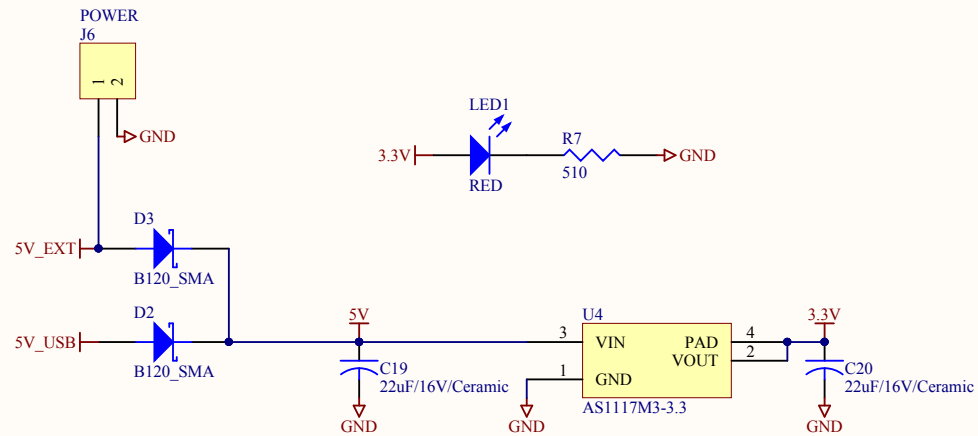 POWER
J6
1
2
GND
LED1
3.3V
R7
GND
RED
510
D3
5V_EXT
B120_SMA
D2
5V_USB
B120_SMA
5V
U4
3.3V
3
VIN
PAD
4
VOUT
2
C19
22uF/16V/Ceramic
1
GND
C20
22uF/16V/Ceramic
AS1117M3-3.3
GND
GND
GND